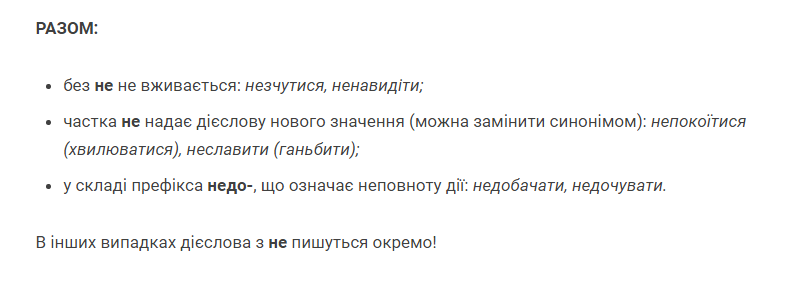 РАЗОМ:
• без не не вживається: незчутися, ненавидіти;
• частка не надає дієслову нового значення (можна замінити синонімом): непокоїтися
(хвилюватися), неславити (ганьбити);
• у складі префікса недо-, що означає неповноту дії: недобачати, недочувати.
В інших випадках дієслова з не пишуться окремо!